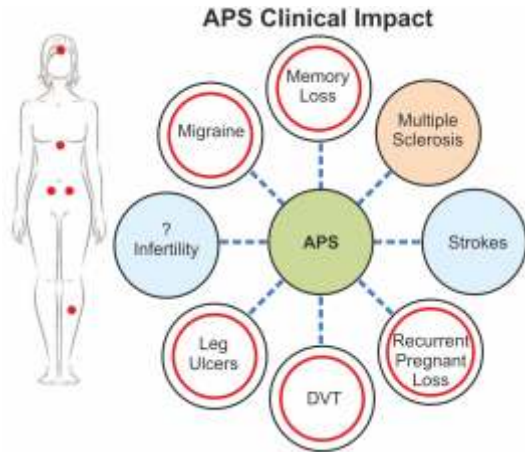 APS Clinical Impact
Memory
Loss
Migraine
Multiple
Sclerosis
?
Infertility
APS
Strokes
Leg
Ulcers
DVT
Recurrent
Pregnant
Loss